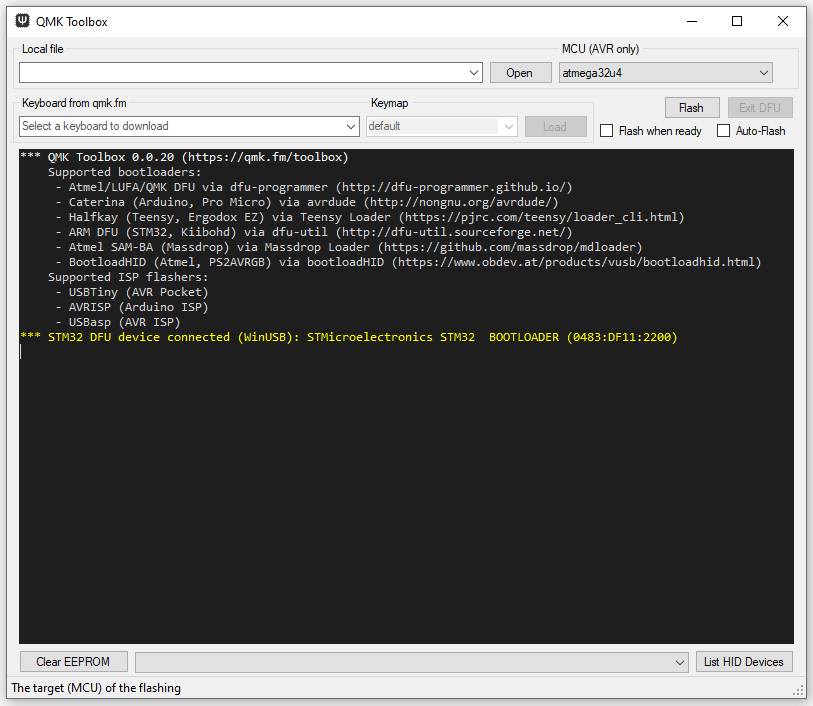 QMK Toolbox
Local file
MCU (AVR only)
Open
atmega32u4
Keyboard from qmk.fm
Keymap
Flash
Exit DFU
Select a keyboard to download
default
Load
Flash when ready
Auto-Flash
*** QMK Toolbox 0.0.20 (https://qmk.fm/toolbox)
Supported bootloaders:
- Atmel/LUFA/QMK DFU via dfu-programmer (http://dfu-programmer.github.io/)
- Caterina (Arduino, Pro Micro) via avrdude (http://nongnu.org/avrdude/)
- Halfkay (Teensy, Ergodox EZ) via Teensy Loader (https://pjrc.com/teensy/loader_cli.html)
- ARM DFU (STM32, Kiibohd) via dfu-util (http://dfu-util.sourceforge.net/)
- Atmel SAM-BA (Massdrop) via Massdrop Loader (https://github.com/massdrop/mdloader)
- BootloadHID (Atmel, PS2AVRGB) via bootloadHID (https://www.obdev.at/products/vusb/bootloadhid.html)
Supported ISP flashers:
- USBTiny (AVR Pocket)
- AVRISP (Arduino ISP)
- USBasp (AVR ISP)
*** STM32 DFU device connected (WinUSB): STMicroelectronics STM32  BOOTLOADER (0483:DF11:2200)
Clear EEPROM
List HID Devices
The target (MCU) of the flashing